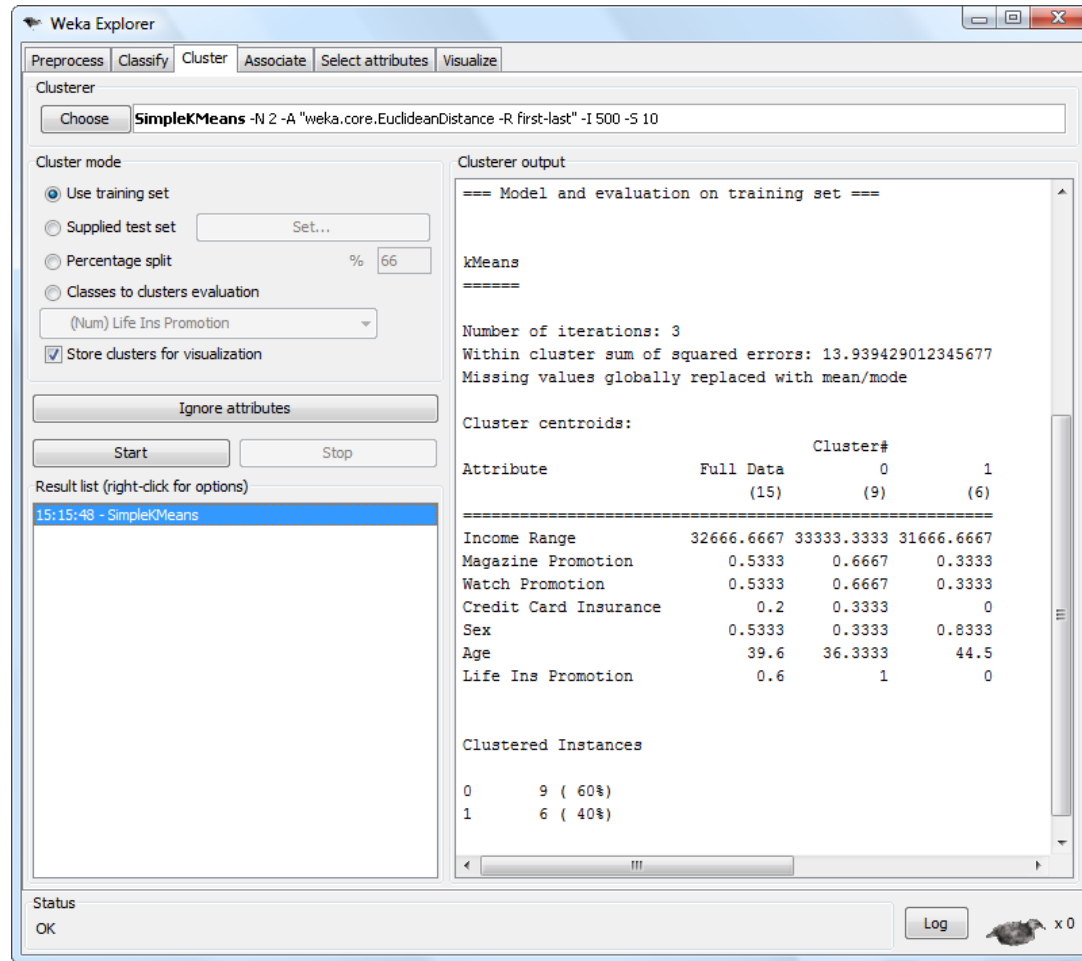 Weka Explorer
Preprocess Classify Cluster Associate Select attributes Visualize
Clusterer
Choose SimpleKMeans -N 2 -A "weka.core.EuclideanDistance -R first-last" -I 500 -S 10
Cluster mode
Use training set
Supplied test set Set...
Percentage split % 66
Classes to clusters evaluation
(Num) Life Ins Promotion
Store clusters for visualization
Ignore attributes
Start Stop
Result list (right-click for options)
15:15:48 - SimpleKMeans
Clusterer output
=== Model and evaluation on training set ===
kMeans
======
Number of iterations: 3
Within cluster sum of squared errors: 13.939429012345677
Missing values globally replaced with mean/mode
Cluster centroids:
Cluster#
Attribute Full Data 0 1
(15) (9) (6)
=============================================================
Income Range 32666.6667 33333.3333 31666.6667
Magazine Promotion 0.5333 0.6667 0.3333
Watch Promotion 0.5333 0.6667 0.3333
Credit Card Insurance 0.2 0.3333 0
Sex 0.5333 0.3333 0.8333
Age 39.6 36.3333 44.5
Life Ins Promotion 0.6 1 0
Clustered Instances
0 9 ( 60%)
1 6 ( 40%)
Status
OK
Log x 0